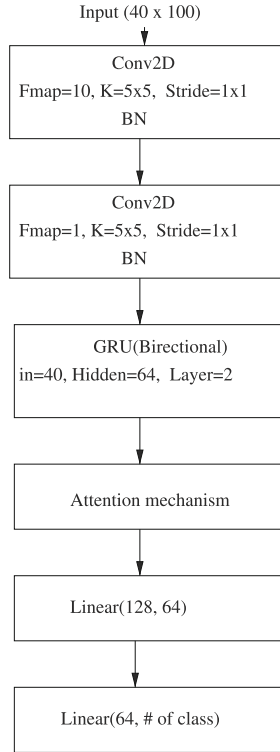 Input (40 x 100)
Conv2D
Fmap=10, K=5x5, Stride=1x1
BN
Conv2D
Fmap=1, K=5x5, Stride=1x1
BN
GRU(Birectional)
in=40, Hidden=64, Layer=2
Attention mechanism
Linear(128, 64)
Linear(64, # of class)